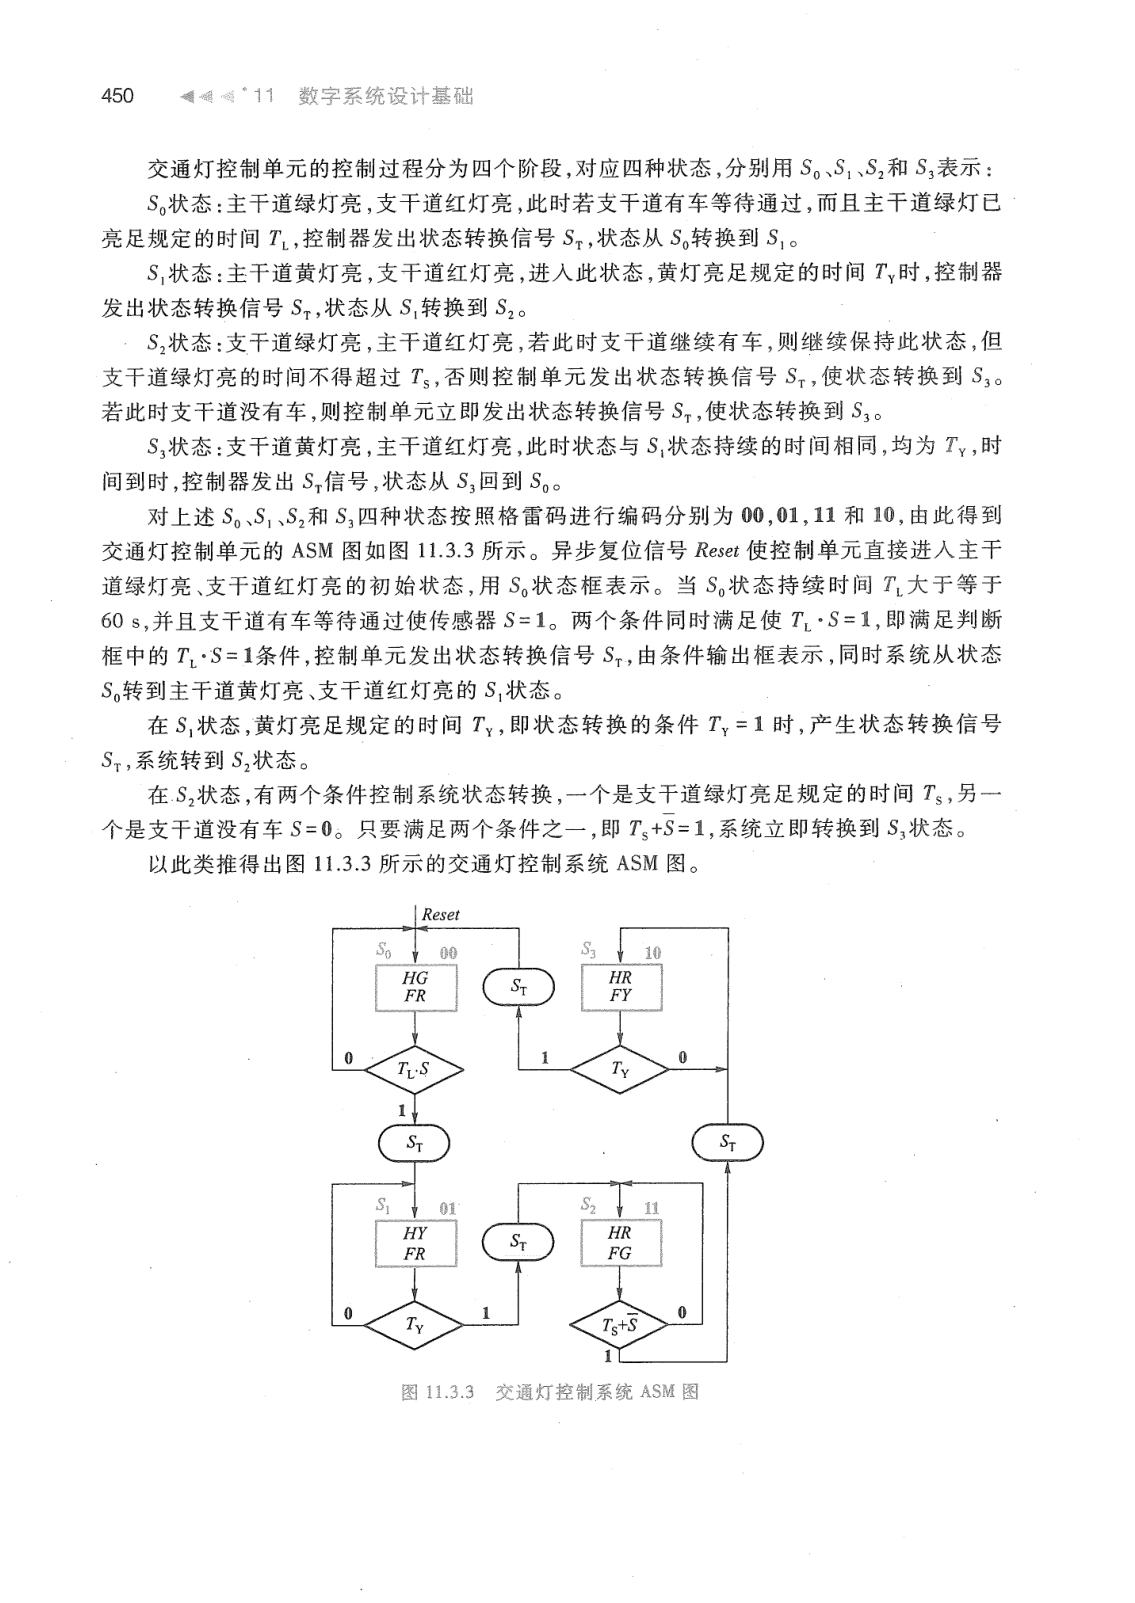 450 *11 数字系统设计基础
交通灯控制单元的控制过程分为四个阶段,对应四种状态,分别用 S₀、S₁、S₂和 S₃表示:
S₀状态:主干道绿灯亮,支干道红灯亮,此时若支干道有车等待通过,而且主干道绿灯已
亮足规定的时间 T_L,控制器发出状态转换信号 S_T,状态从 S₀转换到 S₁。
S₁状态:主干道黄灯亮,支干道红灯亮,进入此状态,黄灯亮足规定的时间 T_Y时,控制器
发出状态转换信号 S_T,状态从 S₁转换到 S₂。
S₂状态:支干道绿灯亮,主干道红灯亮,若此时支干道继续有车,则继续保持此状态,但
支干道绿灯亮的时间不得超过 T_S,否则控制单元发出状态转换信号 S_T,使状态转换到 S₃。
若此时支干道没有车,则控制单元立即发出状态转换信号 S_T,使状态转换到 S₃。
S₃状态:支干道黄灯亮,主干道红灯亮,此时状态与 S₁状态持续的时间相同,均为 T_Y,时
间到时,控制器发出 S_T信号,状态从 S₃回到 S₀。
对上述 S₀、S₁、S₂和 S₃四种状态按照格雷码进行编码分别为 00,01,11 和 10,由此得到
交通灯控制单元的 ASM 图如图 11.3.3 所示。异步复位信号 Reset 使控制单元直接进入主干
道绿灯亮、支干道红灯亮的初始状态,用 S₀状态框表示。当 S₀状态持续时间 T_L大于等于
60 s,并且支干道有车等待通过使传感器 S=1。两个条件同时满足使 T_L·S=1,即满足判断
框中的 T_L·S=1条件,控制单元发出状态转换信号 S_T,由条件输出框表示,同时系统从状态
S₀转到主干道黄灯亮、支干道红灯亮的 S₁状态。
在 S₁状态,黄灯亮足规定的时间 T_Y,即状态转换的条件 T_Y=1 时,产生状态转换信号
S_T,系统转到 S₂状态。
在 S₂状态,有两个条件控制系统状态转换,一个是支干道绿灯亮足规定的时间 T_S,另一
个是支干道没有车 S=0。只要满足两个条件之一,即 T_S+S̅=1,系统立即转换到 S₃状态。
以此类推得出图 11.3.3 所示的交通灯控制系统 ASM 图。
Reset
S₀ 00 S₃ 10
HG S_T HR
FR FY
0 T_L·S 1 T_Y 0
1
S_T S_T
S₁ 01 S₂ 11
HY S_T HR
FR FG
0 T_Y 1 T_S+S̅ 0
1
图 11.3.3 交通灯控制系统 ASM 图